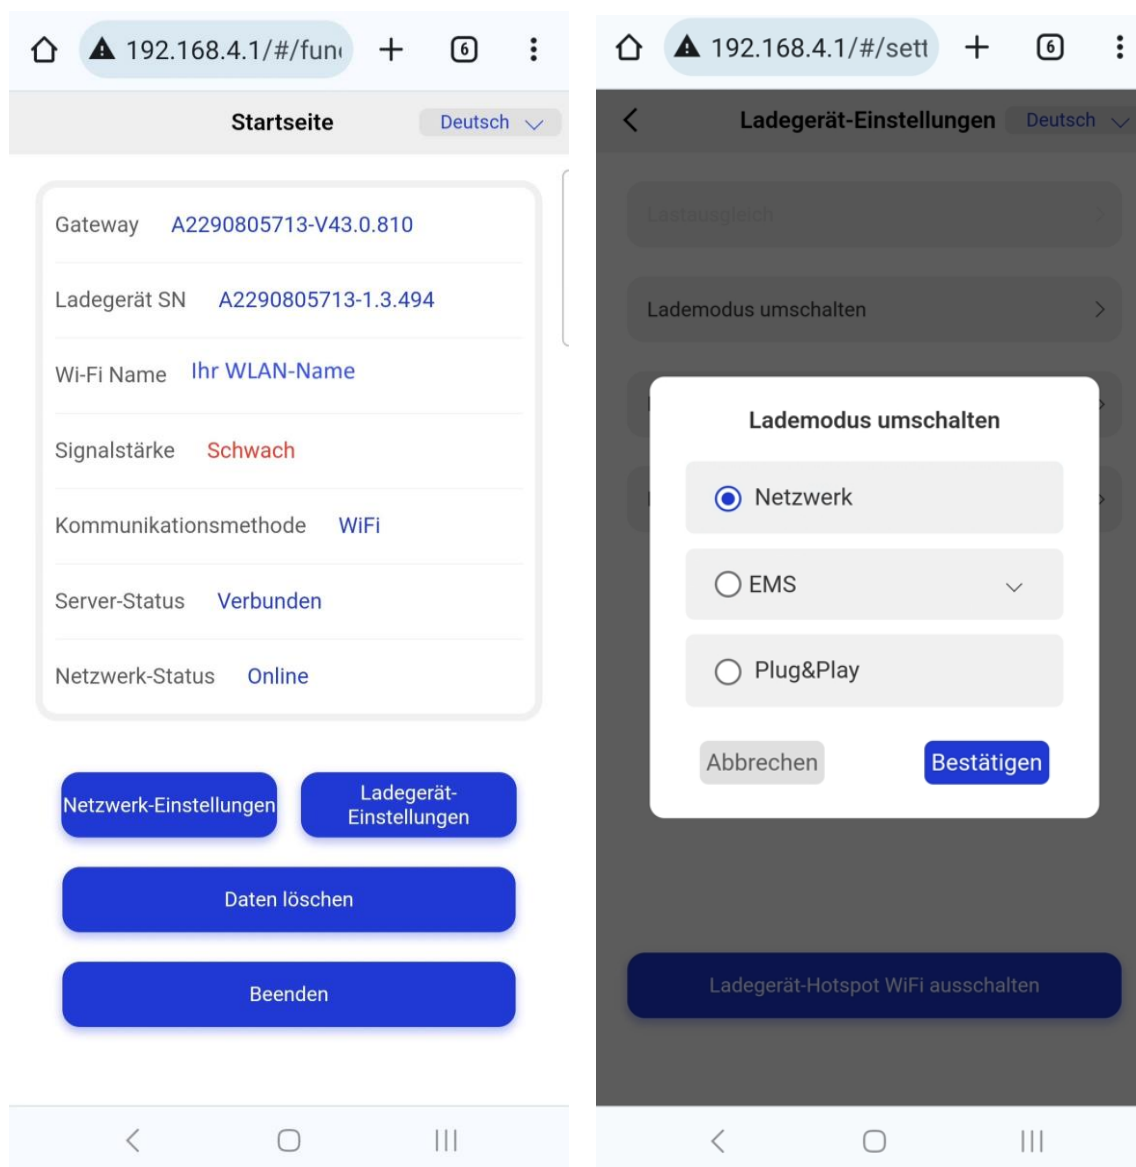 192.168.4.1/#/fun
6
Startseite
Deutsch
Gateway A2290805713-V43.0.810
Ladegerät SN A2290805713-1.3.494
Wi-Fi Name Ihr WLAN-Name
Signalstärke Schwach
Kommunikationsmethode WiFi
Server-Status Verbunden
Netzwerk-Status Online
Netzwerk-Einstellungen
Ladegerät-
Einstellungen
Daten löschen
Beenden
192.168.4.1/#/sett
6
Ladegerät-Einstellungen
Deutsch
Lastausgleich
Lademodus umschalten
Lademodus umschalten
Netzwerk
EMS
Plug&Play
Abbrechen
Bestätigen
Ladegerät-Hotspot WiFi ausschalten